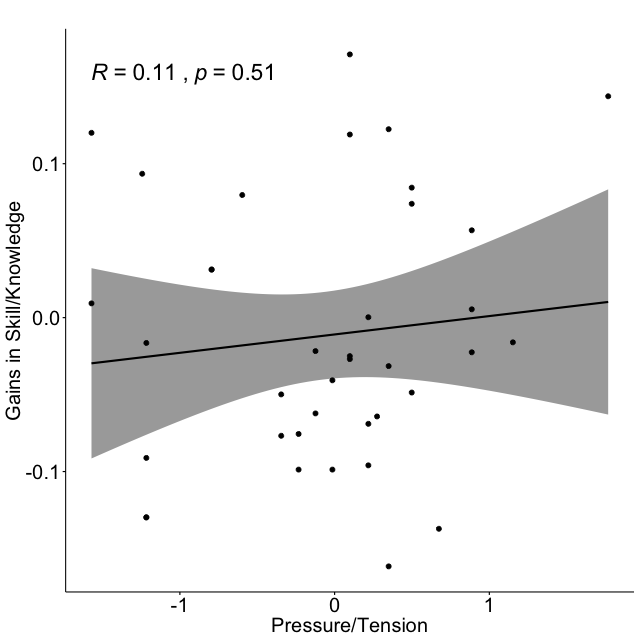 R = 0.11 , p = 0.51
Gains in Skill/Knowledge
0.1
0.0
-0.1
-1 0 1
Pressure/Tension